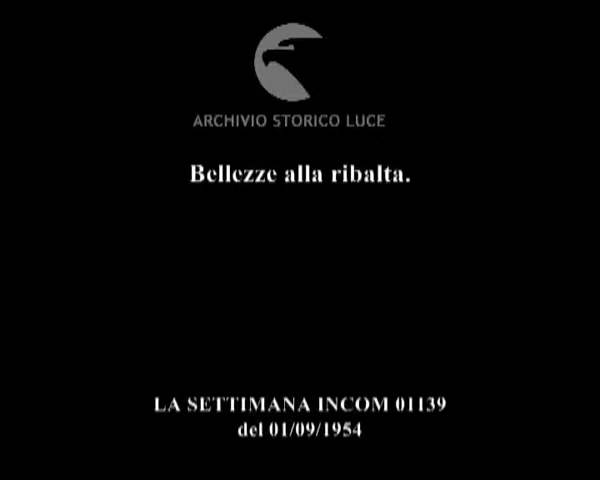 ARCHIVIO STORICO LUCE
Bellezze alla ribalta.
LA SETTIMANA INCOM 01139
del 01/09/1954